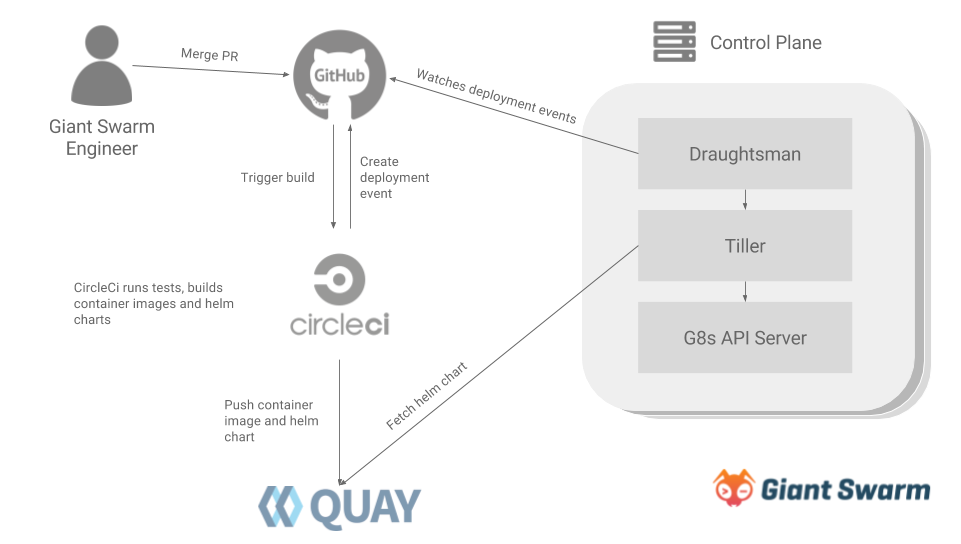 Merge PR
GitHub
Control Plane
Watches deployment events
Giant Swarm
Engineer
Draughtsman
Trigger build
Create
deployment
event
Tiller
CircleCi runs tests, builds
container images and helm
charts
circleci
G8s API Server
Fetch helm chart
Push container
image and helm
chart
QUAY
Giant Swarm